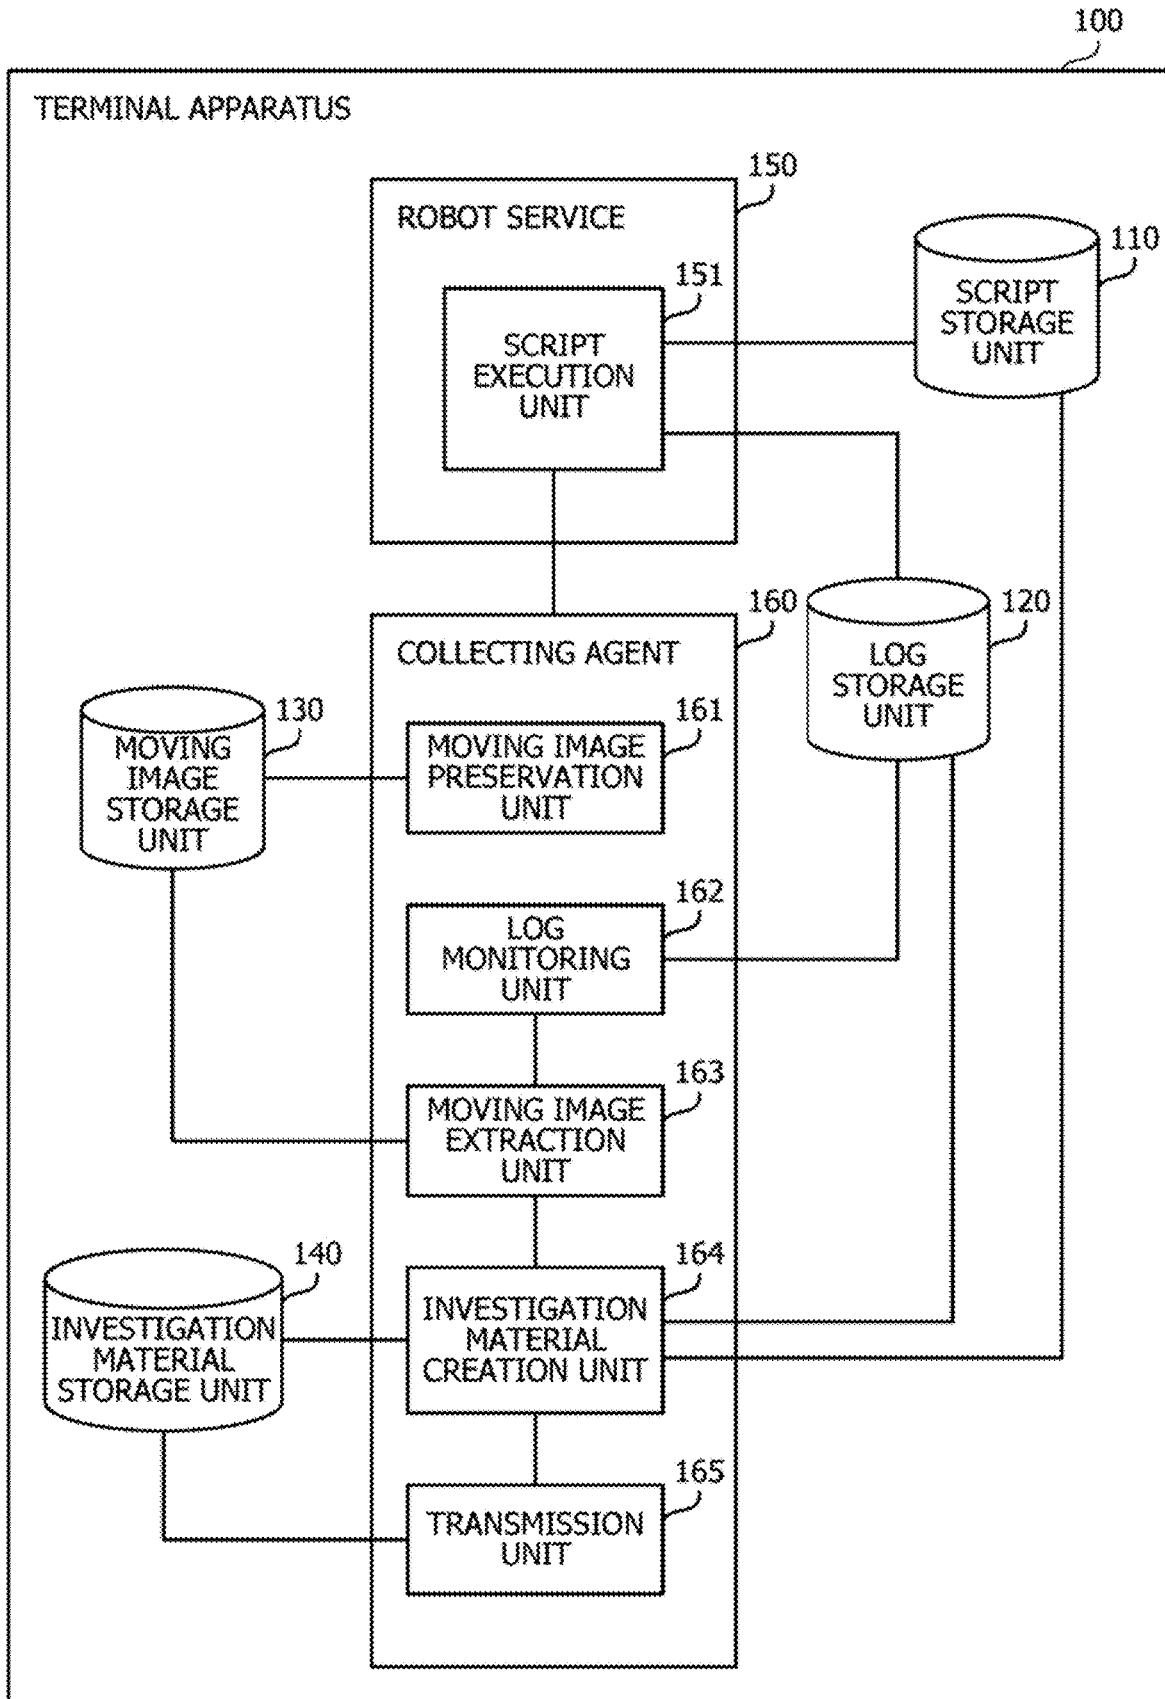 100
TERMINAL APPARATUS
150
ROBOT SERVICE
110
151
SCRIPT
STORAGE
UNIT
SCRIPT
EXECUTION
UNIT
160
120
COLLECTING AGENT
LOG
STORAGE
UNIT
130
161
MOVING
IMAGE
STORAGE
UNIT
MOVING IMAGE
PRESERVATION
UNIT
162
LOG
MONITORING
UNIT
163
MOVING IMAGE
EXTRACTION
UNIT
140
164
INVESTIGATION
MATERIAL
STORAGE UNIT
INVESTIGATION
MATERIAL
CREATION UNIT
165
TRANSMISSION
UNIT